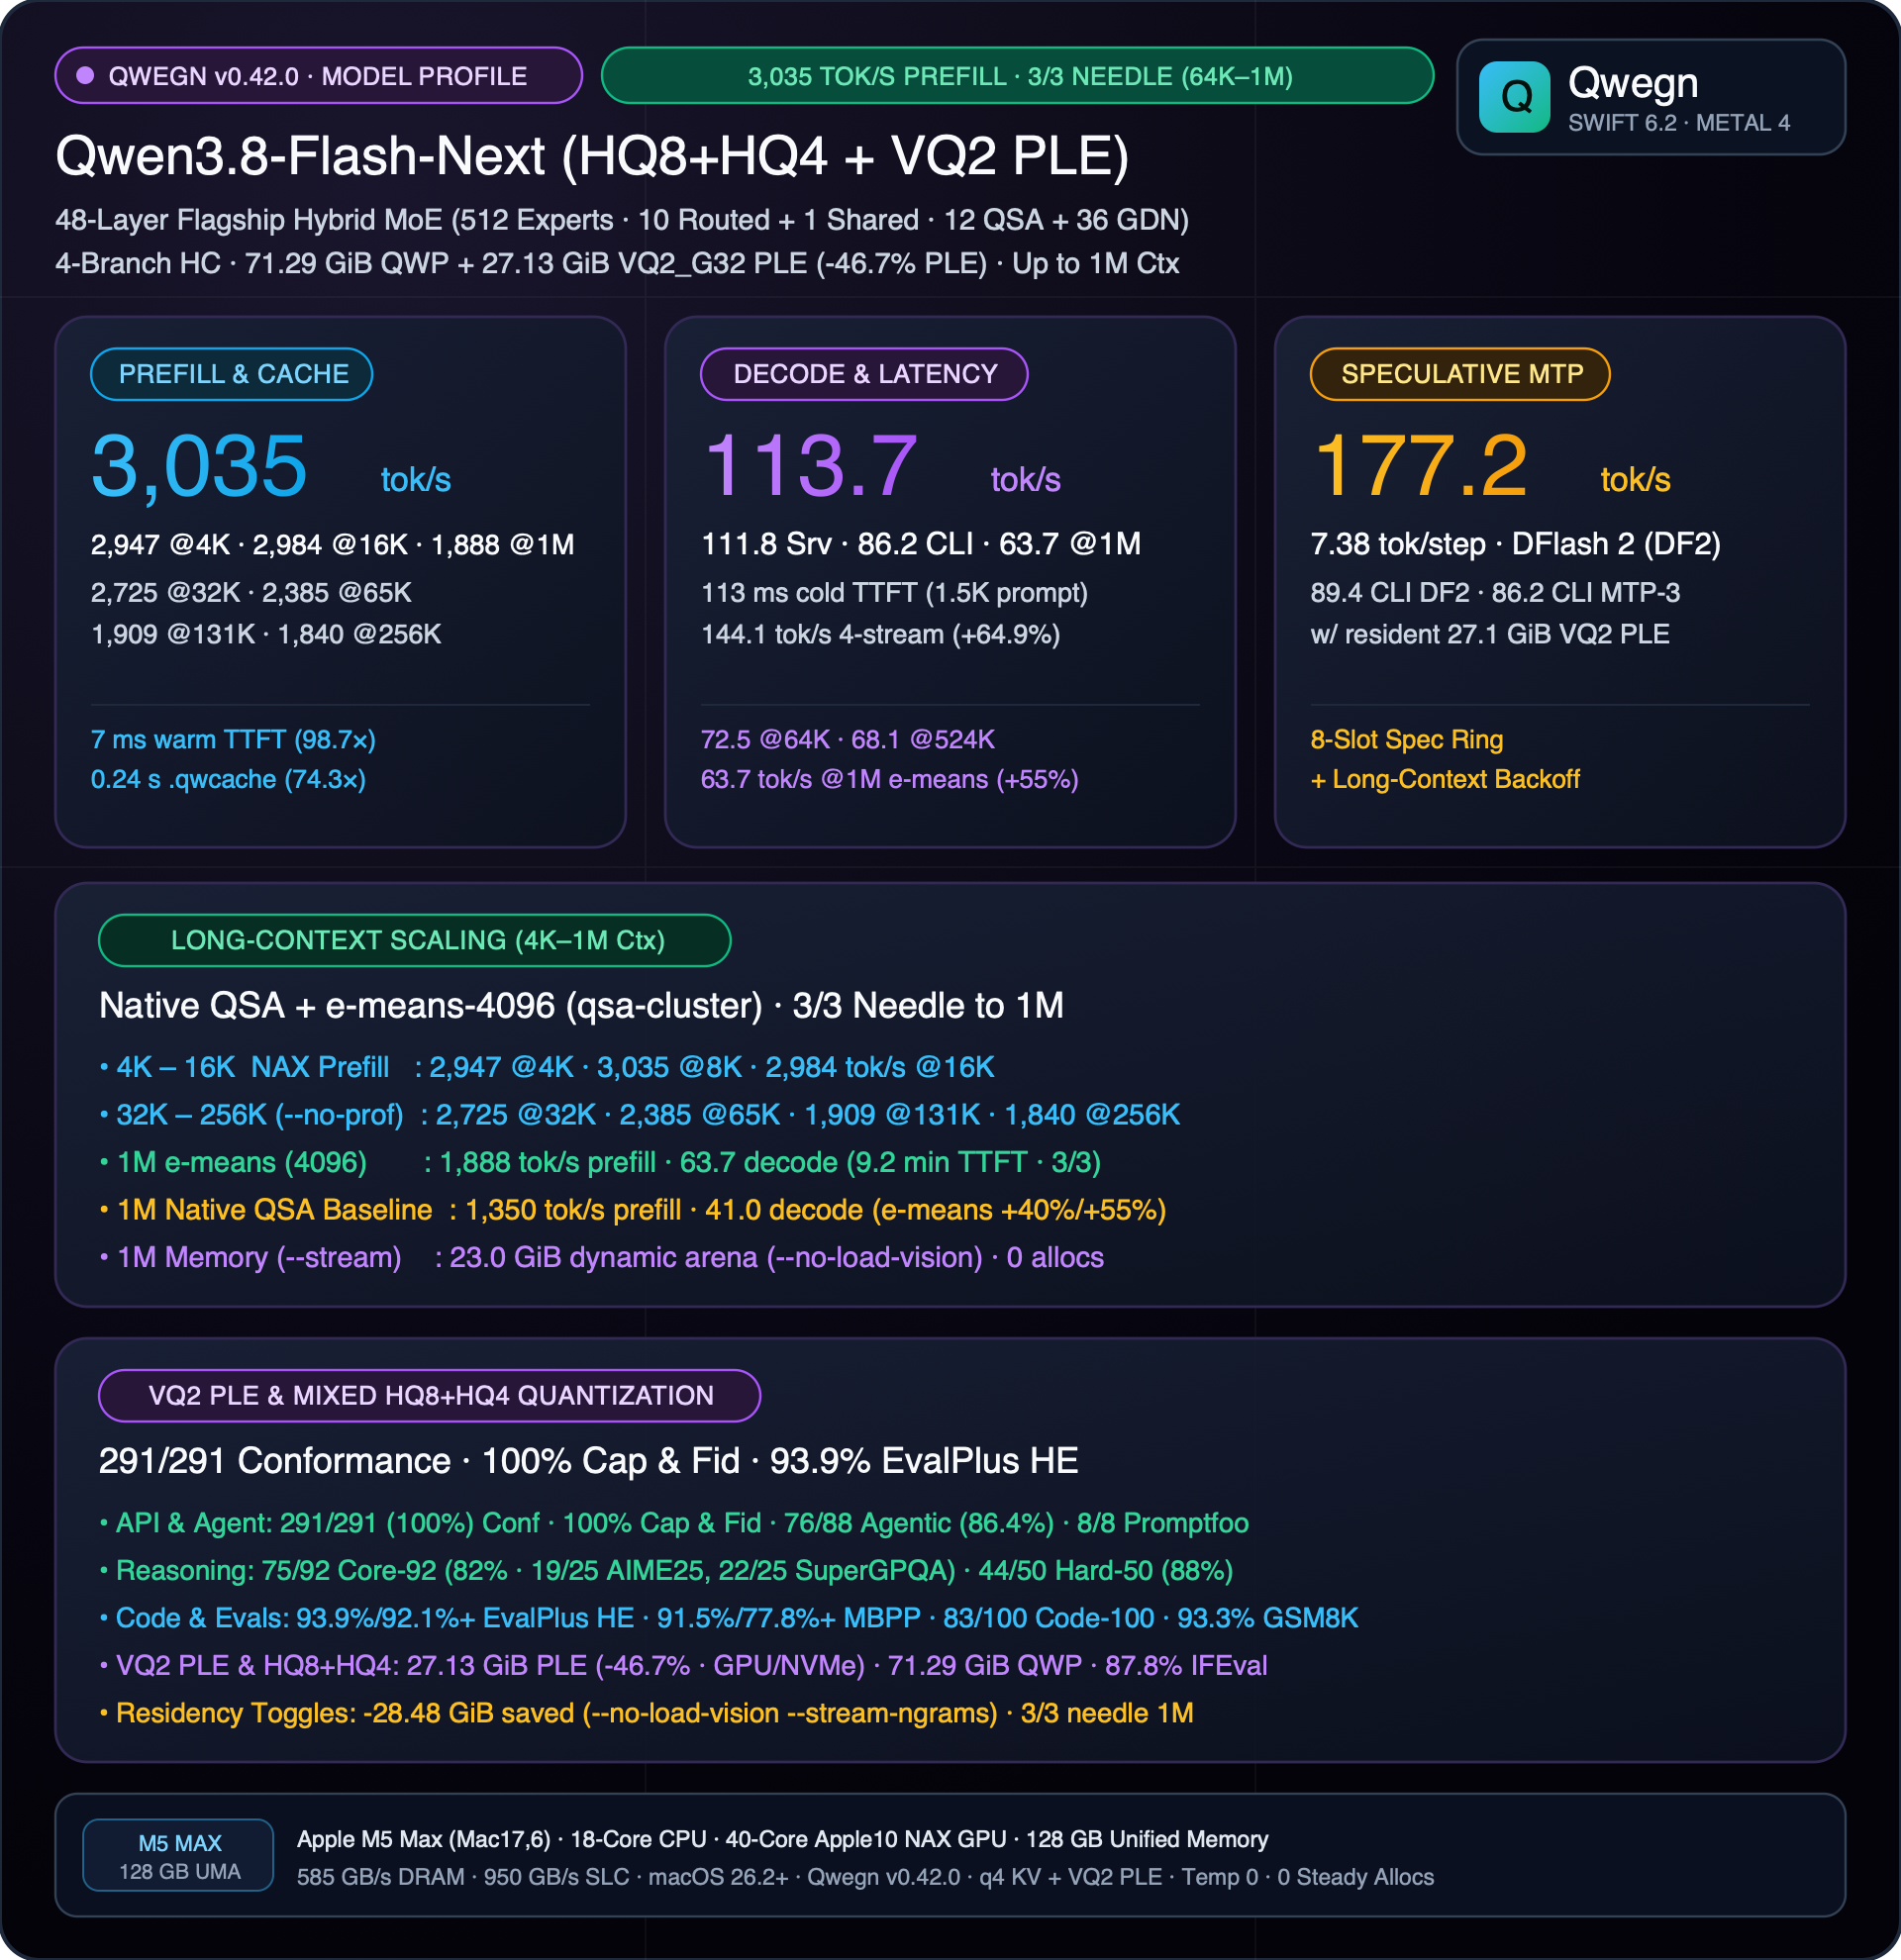 QWEGN v0.42.0 · MODEL PROFILE
3,035 TOK/S PREFILL · 3/3 NEEDLE (64K–1M)
Q
Qwegn
SWIFT 6.2 · METAL 4
Qwen3.8-Flash-Next (HQ8+HQ4 + VQ2 PLE)
48-Layer Flagship Hybrid MoE (512 Experts · 10 Routed + 1 Shared · 12 QSA + 36 GDN)
4-Branch HC · 71.29 GiB QWP + 27.13 GiB VQ2_G32 PLE (-46.7% PLE) · Up to 1M Ctx
PREFILL & CACHE
3,035 tok/s
2,947 @4K · 2,984 @16K · 1,888 @1M
2,725 @32K · 2,385 @65K
1,909 @131K · 1,840 @256K
7 ms warm TTFT (98.7×)
0.24 s .qwcache (74.3×)
DECODE & LATENCY
113.7 tok/s
111.8 Srv · 86.2 CLI · 63.7 @1M
113 ms cold TTFT (1.5K prompt)
144.1 tok/s 4-stream (+64.9%)
72.5 @64K · 68.1 @524K
63.7 tok/s @1M e-means (+55%)
SPECULATIVE MTP
177.2 tok/s
7.38 tok/step · DFlash 2 (DF2)
89.4 CLI DF2 · 86.2 CLI MTP-3
w/ resident 27.1 GiB VQ2 PLE
8-Slot Spec Ring
+ Long-Context Backoff
LONG-CONTEXT SCALING (4K–1M Ctx)
Native QSA + e-means-4096 (qsa-cluster) · 3/3 Needle to 1M
• 4K – 16K NAX Prefill : 2,947 @4K · 3,035 @8K · 2,984 tok/s @16K
• 32K – 256K (--no-prof) : 2,725 @32K · 2,385 @65K · 1,909 @131K · 1,840 @256K
• 1M e-means (4096) : 1,888 tok/s prefill · 63.7 decode (9.2 min TTFT · 3/3)
• 1M Native QSA Baseline : 1,350 tok/s prefill · 41.0 decode (e-means +40%/+55%)
• 1M Memory (--stream) : 23.0 GiB dynamic arena (--no-load-vision) · 0 allocs
VQ2 PLE & MIXED HQ8+HQ4 QUANTIZATION
291/291 Conformance · 100% Cap & Fid · 93.9% EvalPlus HE
• API & Agent: 291/291 (100%) Conf · 100% Cap & Fid · 76/88 Agentic (86.4%) · 8/8 Promptfoo
• Reasoning: 75/92 Core-92 (82% · 19/25 AIME25, 22/25 SuperGPQA) · 44/50 Hard-50 (88%)
• Code & Evals: 93.9%/92.1%+ EvalPlus HE · 91.5%/77.8%+ MBPP · 83/100 Code-100 · 93.3% GSM8K
• VQ2 PLE & HQ8+HQ4: 27.13 GiB PLE (-46.7% · GPU/NVMe) · 71.29 GiB QWP · 87.8% IFEval
• Residency Toggles: -28.48 GiB saved (--no-load-vision --stream-ngrams) · 3/3 needle 1M
M5 MAX
128 GB UMA
Apple M5 Max (Mac17,6) · 18-Core CPU · 40-Core Apple10 NAX GPU · 128 GB Unified Memory
585 GB/s DRAM · 950 GB/s SLC · macOS 26.2+ · Qwegn v0.42.0 · q4 KV + VQ2 PLE · Temp 0 · 0 Steady Allocs